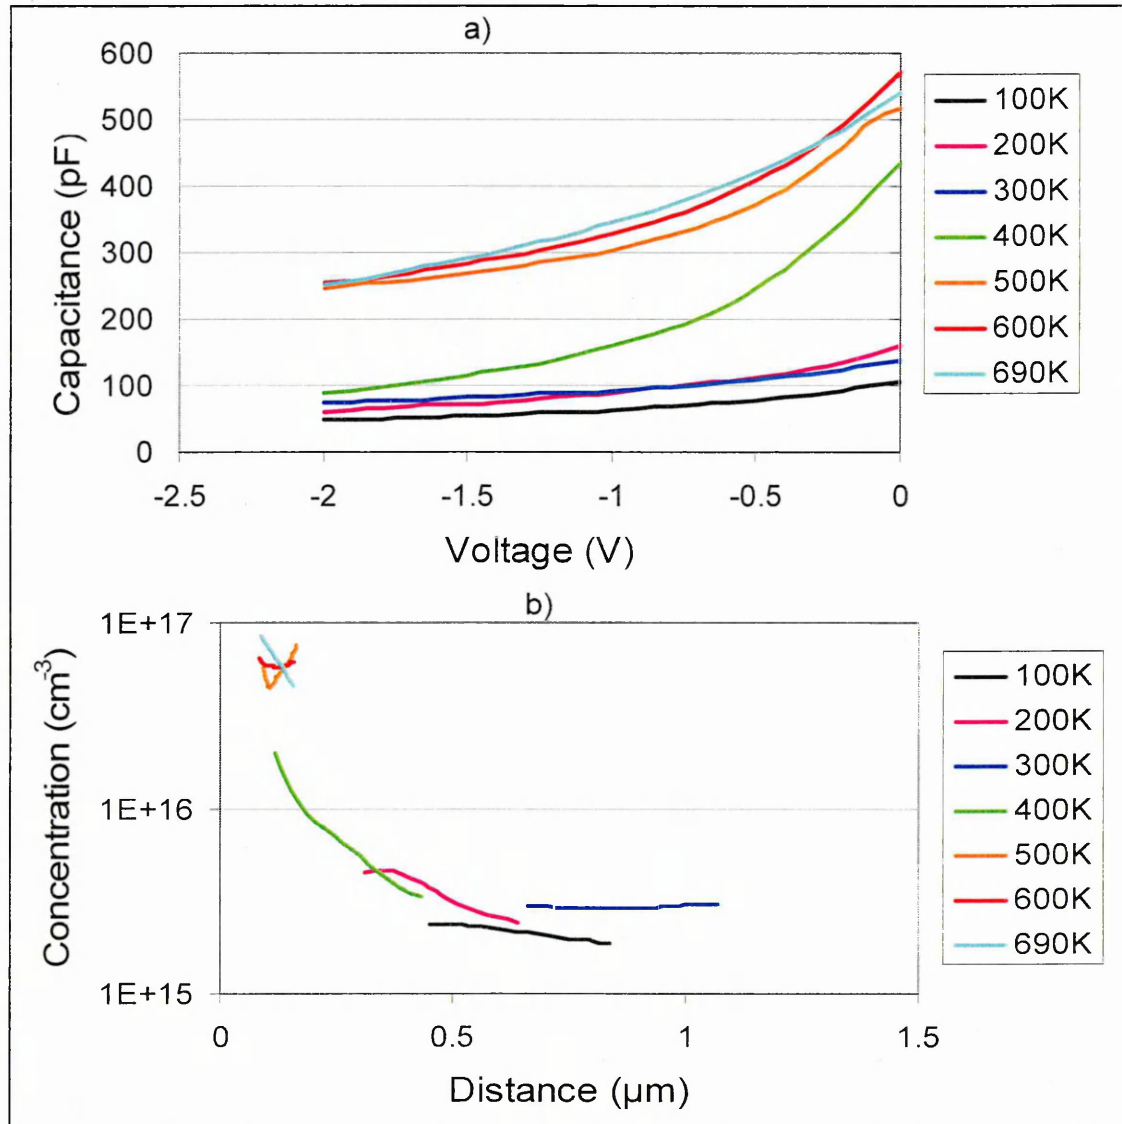 a)
600
500
400
300
200
100
0
Capacitance (pF)
-2.5 -2 -1.5 -1 -0.5 0
Voltage (V)
100K
200K
300K
400K
500K
600K
690K
b)
1E+17
1E+16
1E+15
Concentration (cm⁻³)
0 0.5 1 1.5
Distance (µm)
100K
200K
300K
400K
500K
600K
690K